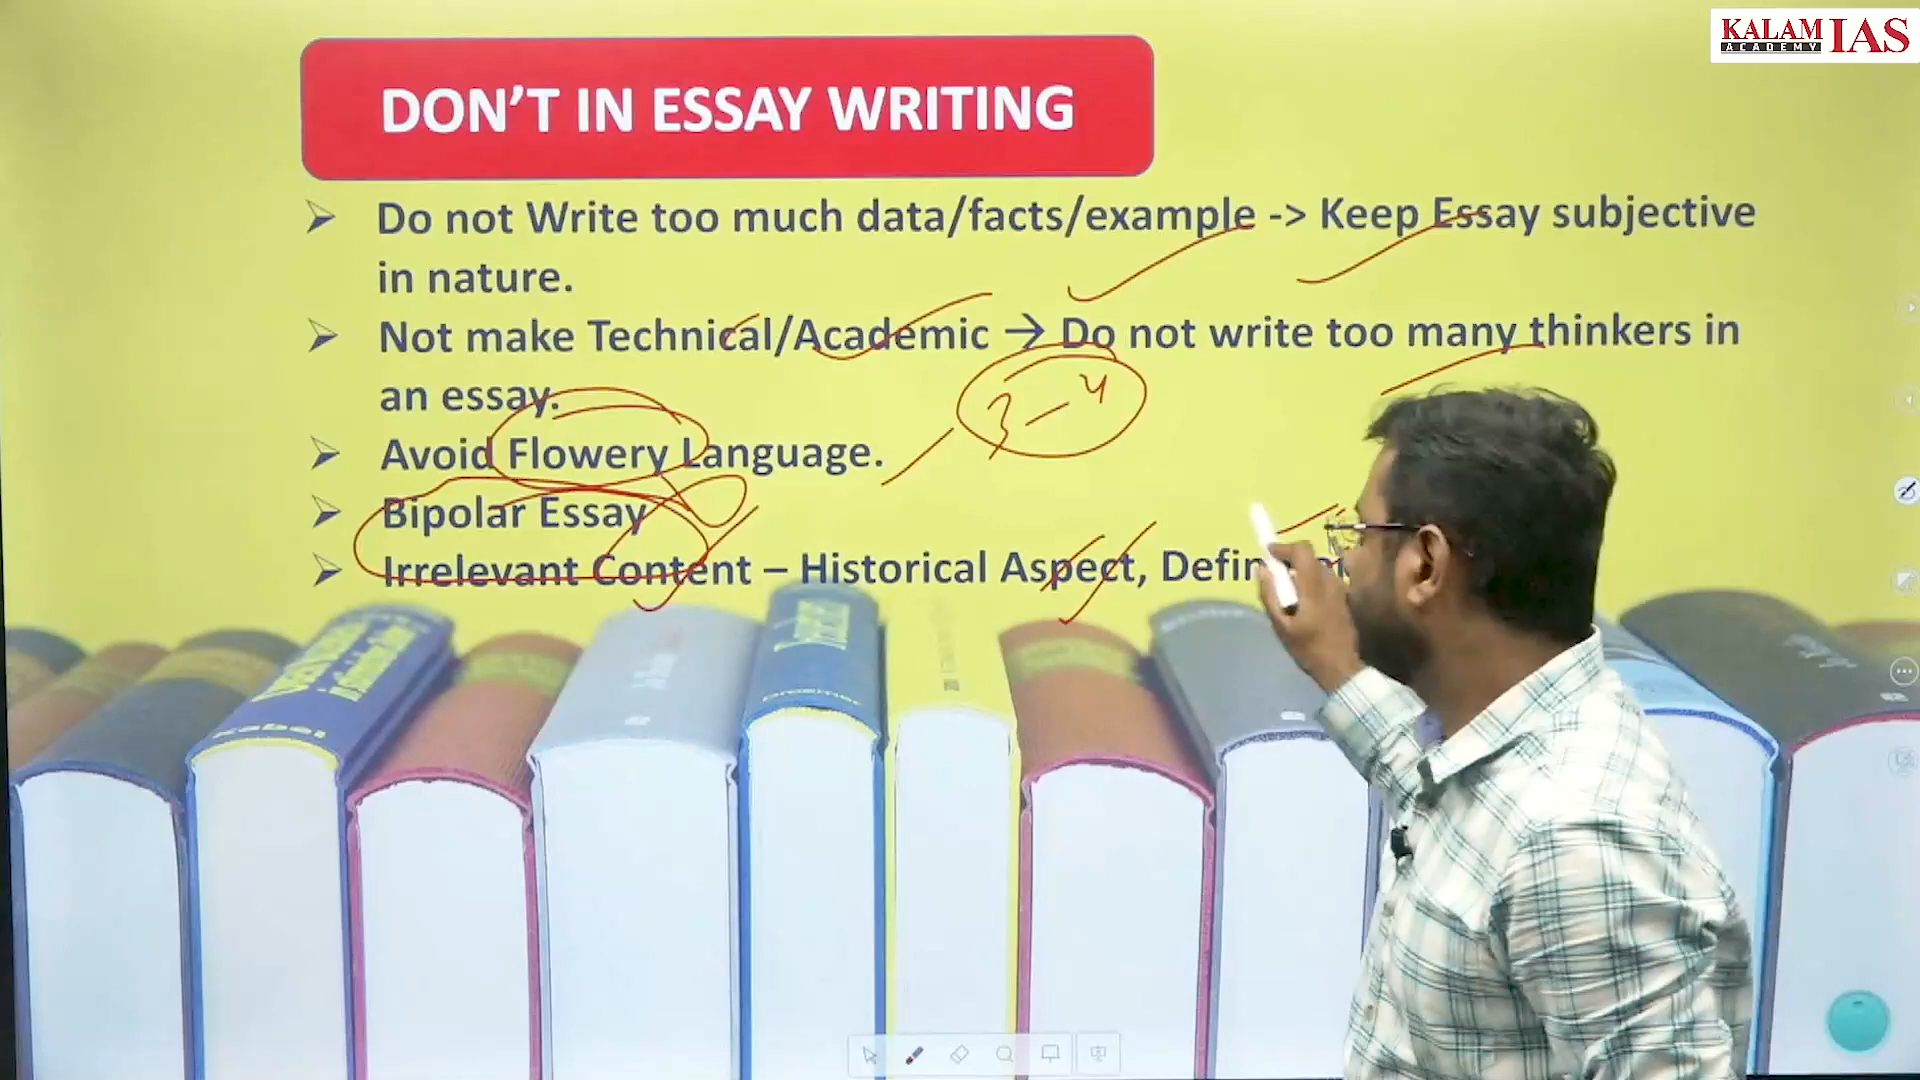 KALAM IAS
ACADEMY
DON'T IN ESSAY WRITING
Do not Write too much data/facts/example -> Keep Essay subjective
in nature.
Not make Technical/Academic → Do not write too many thinkers in
an essay.
3-4
Avoid Flowery Language.
Bipolar Essay
Irrelevant Content – Historical Aspect,
Kabel